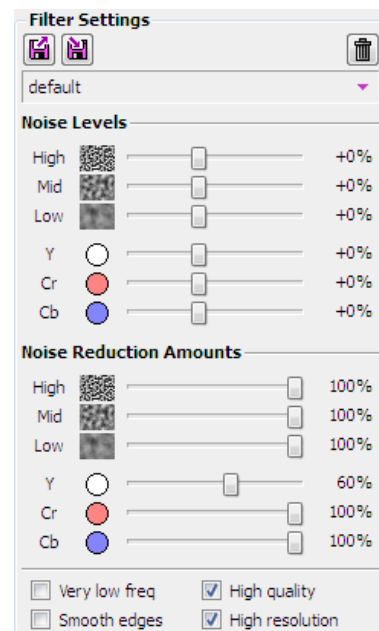 Filter Settings
default
Noise Levels
High +0%
Mid +0%
Low +0%
Y +0%
Cr +0%
Cb +0%
Noise Reduction Amounts
High 100%
Mid 100%
Low 100%
Y 60%
Cr 100%
Cb 100%
Very low freq High quality
Smooth edges High resolution